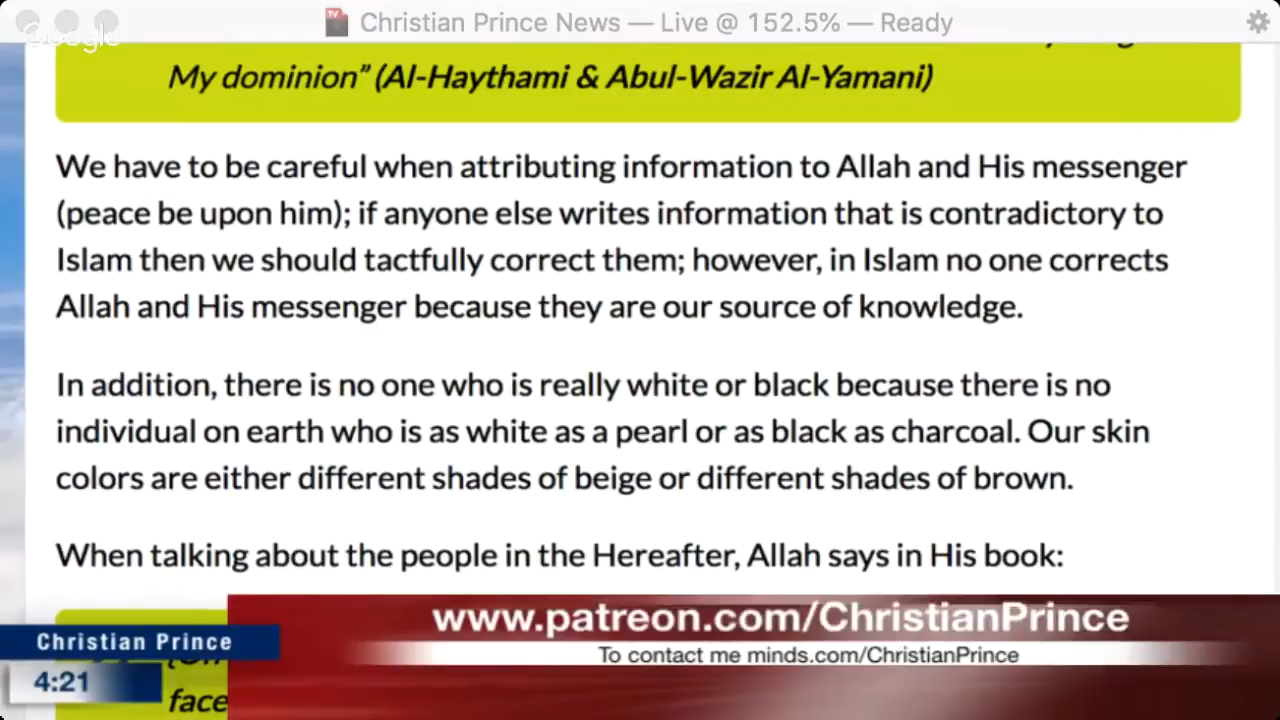 Christian Prince News — Live @ 152.5% — Ready
Google
My dominion” (Al-Haythami & Abul-Wazir Al-Yamani)
We have to be careful when attributing information to Allah and His messenger
(peace be upon him); if anyone else writes information that is contradictory to
Islam then we should tactfully correct them; however, in Islam no one corrects
Allah and His messenger because they are our source of knowledge.
In addition, there is no one who is really white or black because there is no
individual on earth who is as white as a pearl or as black as charcoal. Our skin
colors are either different shades of beige or different shades of brown.
When talking about the people in the Hereafter, Allah says in His book:
www.patreon.com/ChristianPrince
Christian Prince
To contact me minds.com/ChristianPrince
4:21
face